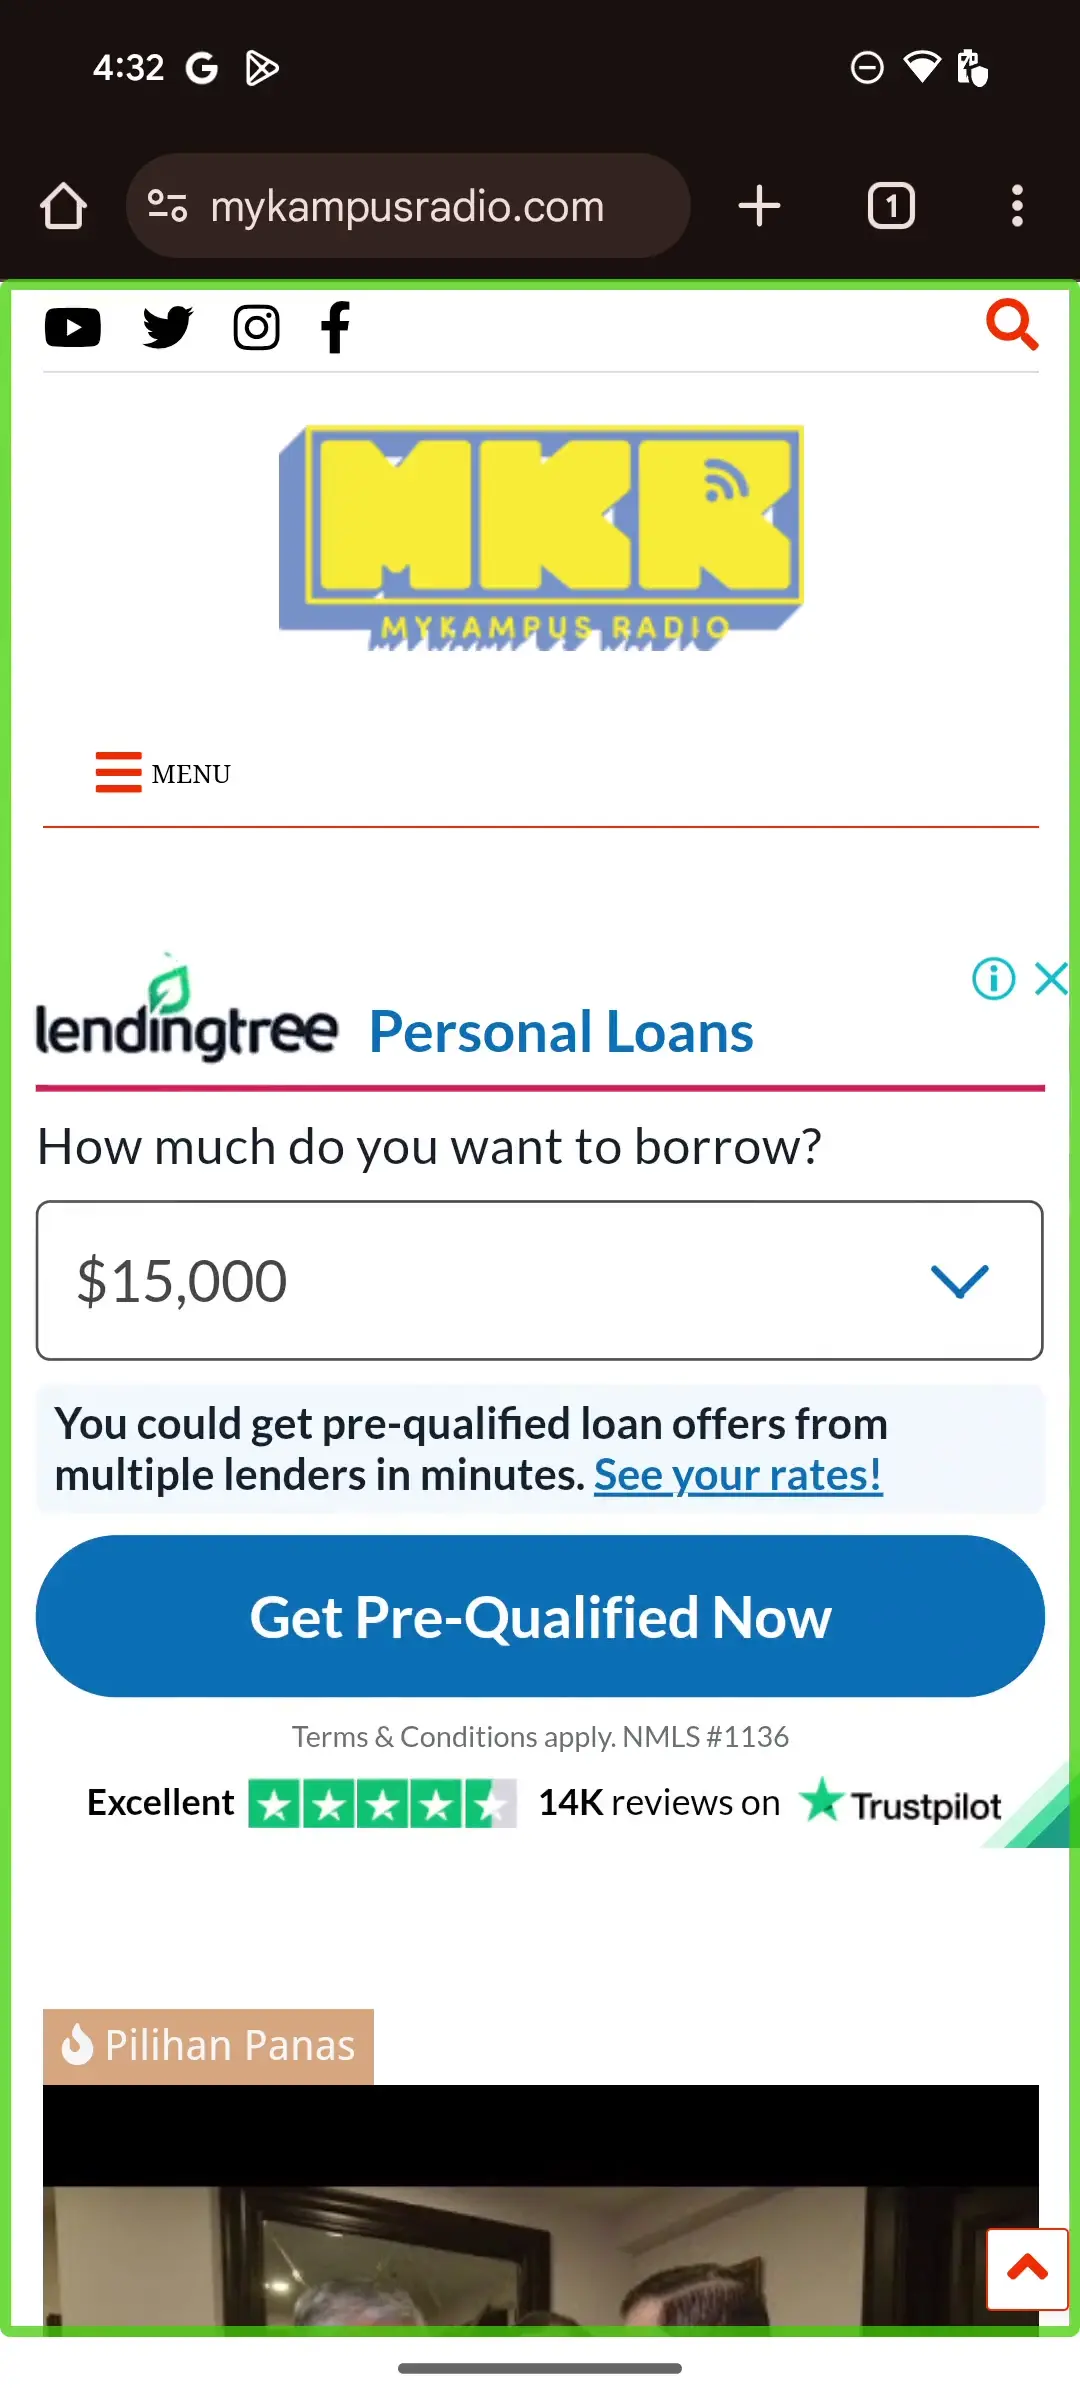 4:32
mykampusradio.com
1
MKR
MYKAMPUS RADIO
MENU
lendingtree Personal Loans
How much do you want to borrow?
$15,000
You could get pre-qualified loan offers from
multiple lenders in minutes. See your rates!
Get Pre-Qualified Now
Terms & Conditions apply. NMLS #1136
Excellent 14K reviews on Trustpilot
Pilihan Panas